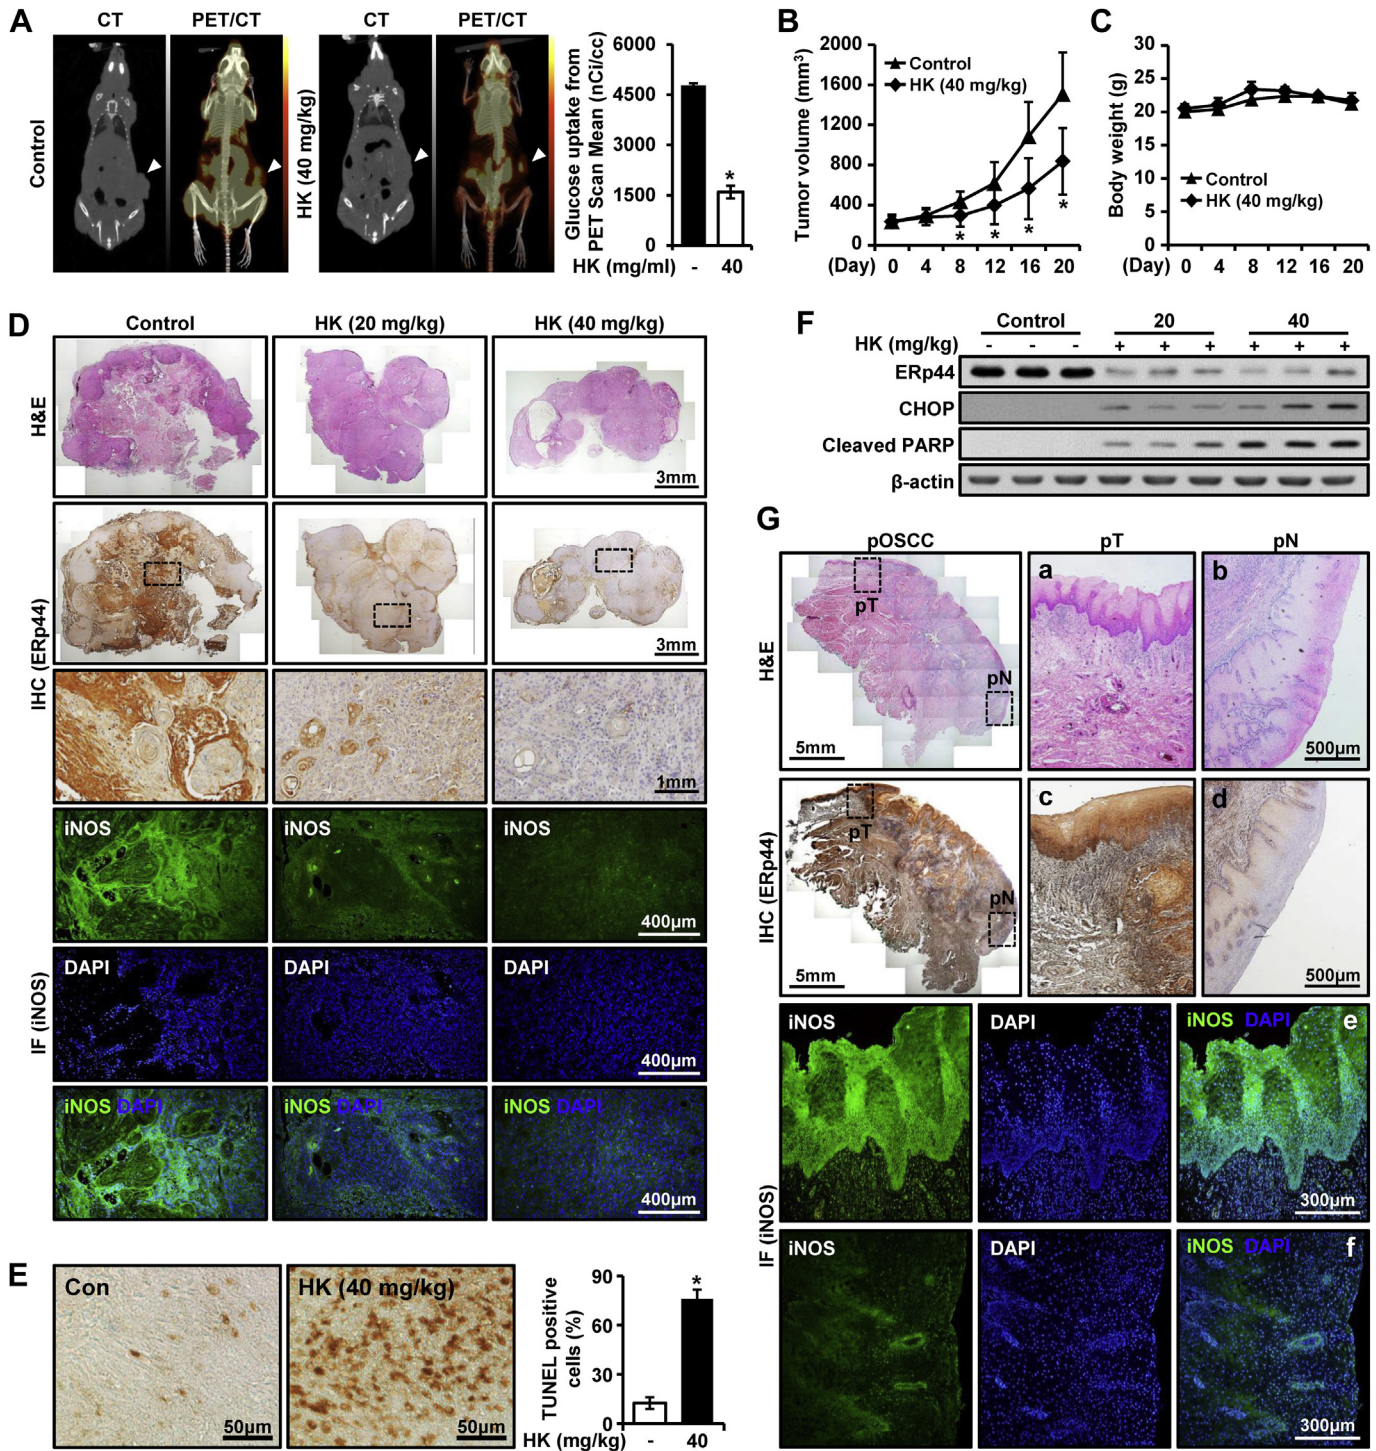 A
CT
PET/CT
CT
PET/CT
Control
HK (40 mg/kg)
Glucose uptake from
PET Scan Mean (nCi/cc)
6000
4500
3000
1500
0
*
HK (mg/ml)
-
40
B
Tumor volume (mm³)
2000
1600
1200
800
400
0
Control
HK (40 mg/kg)
* * * *
(Day) 0 4 8 12 16 20
C
Body weight (g)
30
25
20
15
10
5
0
Control
HK (40 mg/kg)
(Day) 0 4 8 12 16 20
D
Control
HK (20 mg/kg)
HK (40 mg/kg)
H&E
3mm
IHC (ERp44)
3mm
1mm
IF (iNOS)
iNOS
iNOS
iNOS
400μm
DAPI
DAPI
DAPI
400μm
iNOS DAPI
iNOS DAPI
iNOS DAPI
400μm
E
Con
50μm
HK (40 mg/kg)
50μm
TUNEL positive
cells (%)
90
60
30
0
*
HK (mg/kg) - 40
F
Control 20 40
HK (mg/kg) - - - + + + + + +
ERp44
CHOP
Cleaved PARP
β-actin
G
pOSCC
pT
pN
H&E
pT
pN
5mm
a
b
500μm
IHC (ERp44)
pT
pN
5mm
c
d
500μm
IF (iNOS)
iNOS
DAPI
iNOS DAPI e
300μm
iNOS
DAPI
iNOS DAPI f
300μm